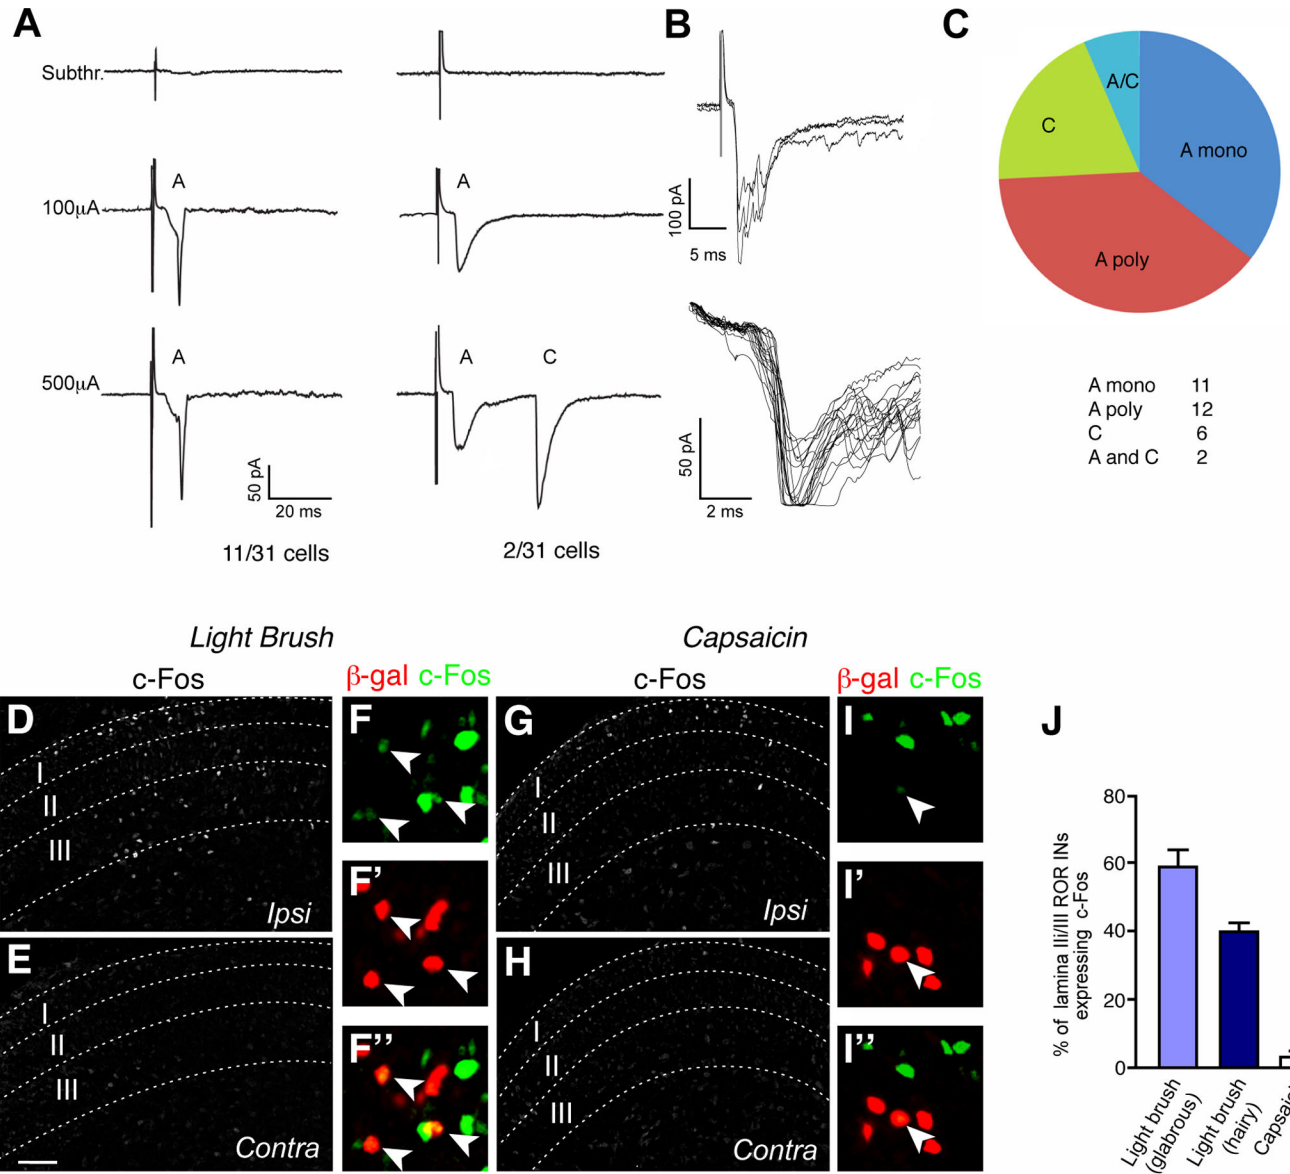 A
B
C
Subthr.
100μA
A
A
500μA
A
A
C
50 pA
20 ms
11/31 cells
2/31 cells
100 pA
5 ms
50 pA
2 ms
A/C
C
A mono
A poly
A mono 11
A poly 12
C 6
A and C 2
Light Brush
Capsaicin
c-Fos
β-gal c-Fos
c-Fos
β-gal c-Fos
D
I
II
III
Ipsi
E
I
II
III
Contra
F
F'
F''
G
I
II
III
Ipsi
H
I
II
III
Contra
I
I'
I''
J
% of lamina IIi/III ROR INs
expressing c-Fos
80
60
40
20
0
Light brush
(glabrous)
Light brush
(hairy)
Capsai